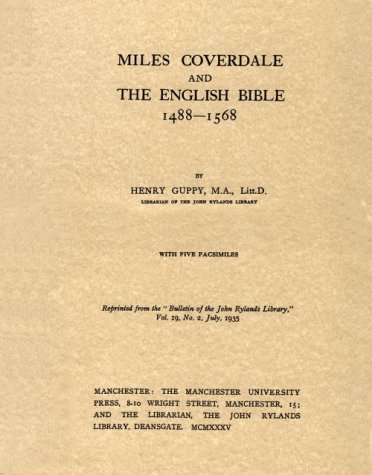 MILES COVERDALE
AND
THE ENGLISH BIBLE
1488—1568
BY
HENRY GUPPY, M.A., Litt.D.
LIBRARIAN OF THE JOHN RYLANDS LIBRARY
WITH FIVE FACSIMILES
Reprinted from the "Bulletin of the John Rylands Library,"
Vol. 19, No. 2, July, 1935
MANCHESTER: THE MANCHESTER UNIVERSITY
PRESS, 8-10 WRIGHT STREET, MANCHESTER, 15;
AND THE LIBRARIAN, THE JOHN RYLANDS
LIBRARY, DEANSGATE. MCMXXXV